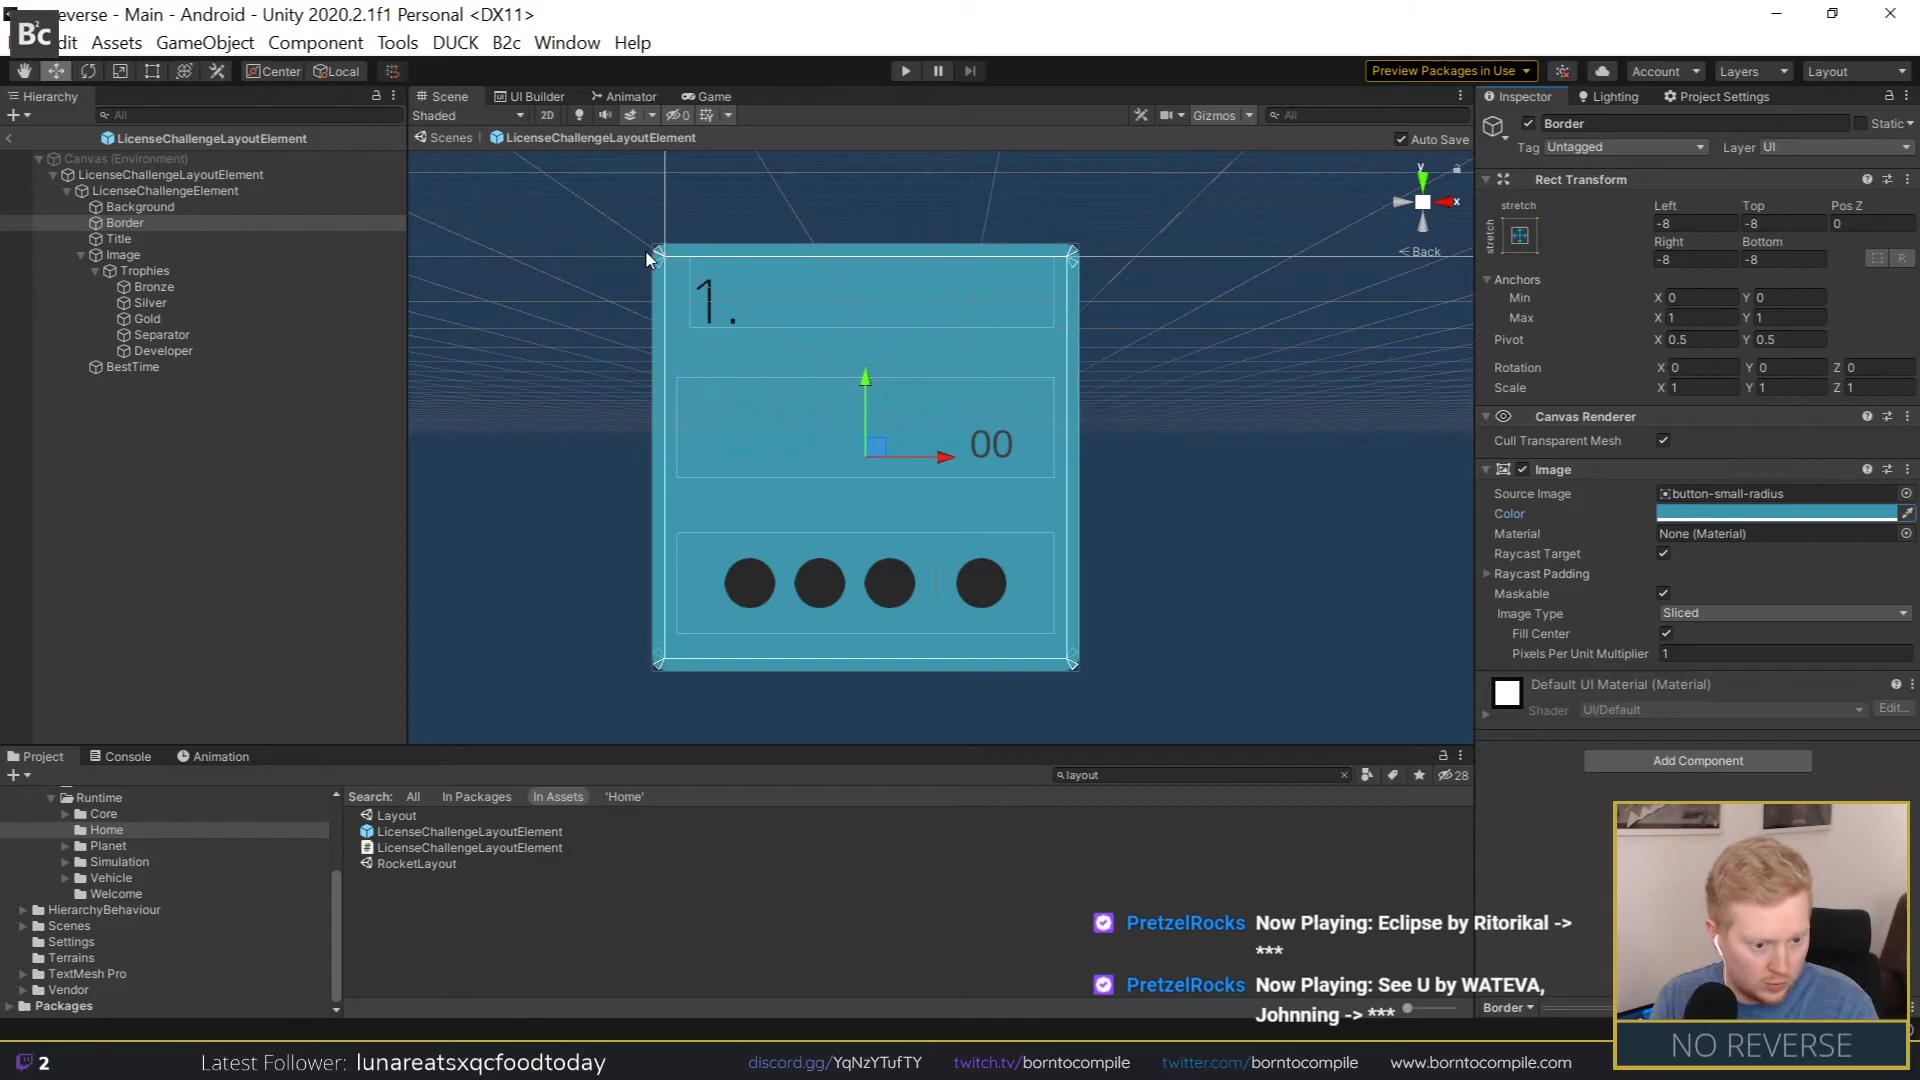 Reverse - Main - Android - Unity 2020.2.1f1 Personal <DX11>
B²c
Edit Assets GameObject Component Tools DUCK B2c Window Help
Center Local
Preview Packages in Use
Account Layers Layout
Hierarchy
All
LicenseChallengeLayoutElement
Canvas (Environment)
LicenseChallengeLayoutElement
LicenseChallengeElement
Background
Border
Title
Image
Trophies
Bronze
Silver
Gold
Separator
Developer
BestTime
Scene UI Builder Animator Game
Shaded 2D 0 Gizmos All
Scenes LicenseChallengeLayoutElement Auto Save
y
x
< Back
1.
00
Inspector Lighting Project Settings
Border Static
Tag Untagged Layer UI
Rect Transform
stretch
stretch
Left Top Pos Z
-8 -8 0
Right Bottom
-8 -8 R
Anchors
Min X 0 Y 0
Max X 1 Y 1
Pivot X 0.5 Y 0.5
Rotation X 0 Y 0 Z 0
Scale X 1 Y 1 Z 1
Canvas Renderer
Cull Transparent Mesh
Image
Source Image button-small-radius
Color
Material None (Material)
Raycast Target
Raycast Padding
Maskable
Image Type Sliced
Fill Center
Pixels Per Unit Multiplier 1
Default UI Material (Material)
Shader UI/Default Edit...
Add Component
Border
Project Console Animation
layout 28
Runtime
Core
Home
Planet
Simulation
Vehicle
Welcome
HierarchyBehaviour
Scenes
Settings
Terrains
TextMesh Pro
Vendor
Packages
Search: All In Packages In Assets 'Home'
Layout
LicenseChallengeLayoutElement
LicenseChallengeLayoutElement
RocketLayout
PretzelRocks Now Playing: Eclipse by Ritorikal ->
***
PretzelRocks Now Playing: See U by WATEVA,
Johnning -> ***
NO REVERSE
2 Latest Follower: lunareatsxqcfoodtoday discord.gg/YqNzYTufTY twitch.tv/borntocompile twitter.com/borntocompile www.borntocompile.com